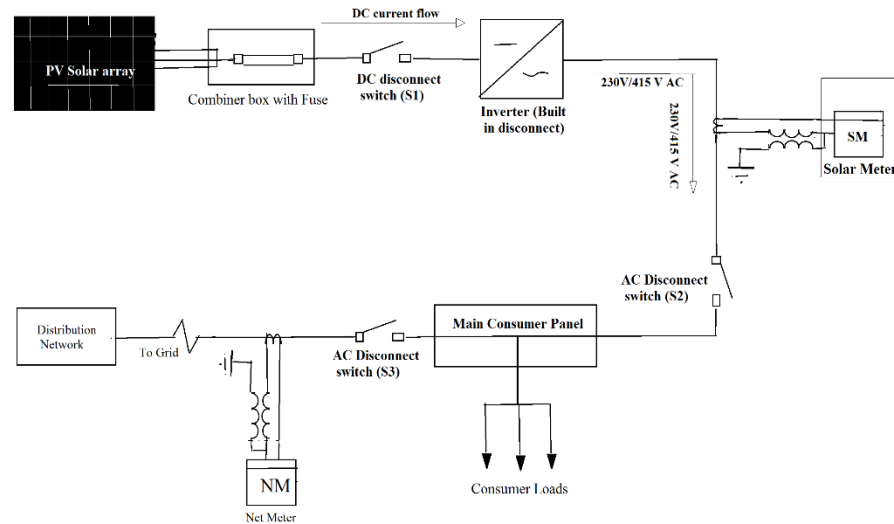 DC current flow
PV Solar array
Combiner box with Fuse
DC disconnect
switch (S1)
Inverter (Built
in disconnect)
230V/415 V AC
230V/415 V AC
SM
Solar Meter
AC Disconnect
switch (S2)
Distribution
Network
To Grid
AC Disconnect
switch (S3)
Main Consumer Panel
NM
Net Meter
Consumer Loads